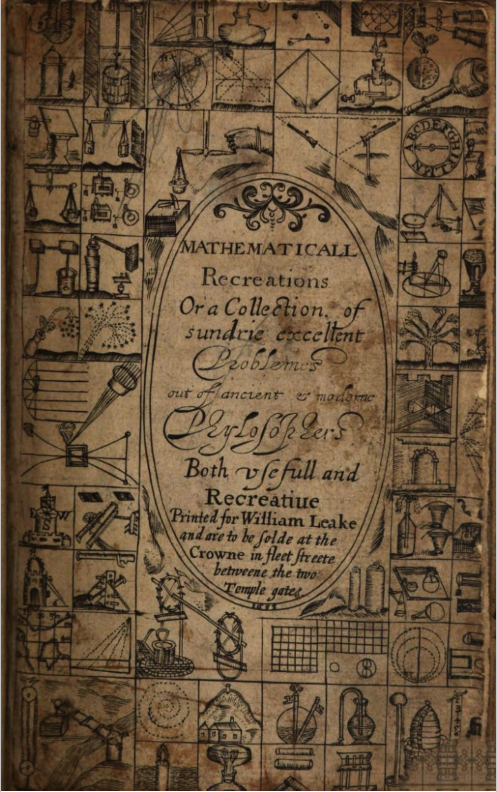 MATHEMATICALL
Recreations
Or a Collection. of
sundrie excellent
Problemes
out of ancient & moderne
Phylosophers
Both vsefull and
Recreatiue
Printed for William Leake
and are to be solde at the
Crowne in fleet streete
betweene the two
Temple gates